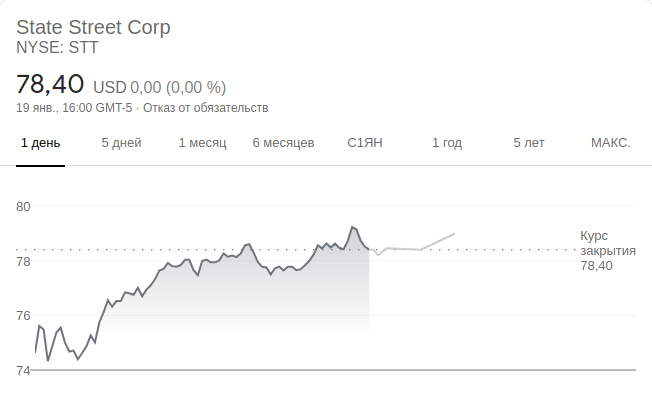 State Street Corp
NYSE: STT
78,40 USD 0,00 (0,00 %)
19 янв., 16:00 GMT-5 · Отказ от обязательств
1 день 5 дней 1 месяц 6 месяцев С1ЯН 1 год 5 лет МАКС.
80
78
76
74
Курс
закрытия
78,40